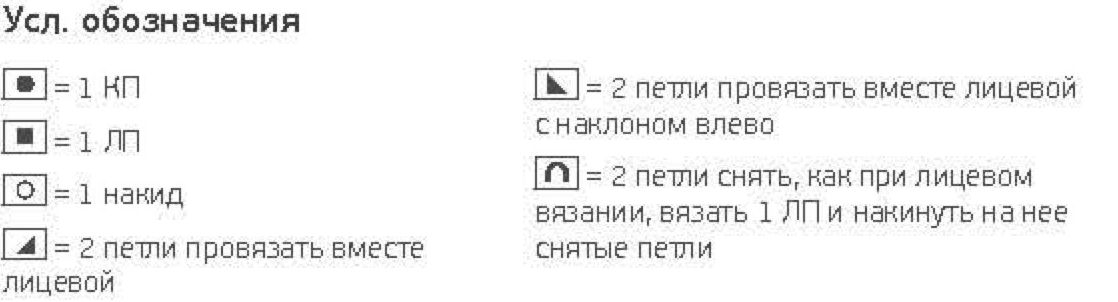 Усл. обозначения
= 1 КП
= 1 ЛП
= 1 накид
= 2 петли провязать вместе
лицевой
= 2 петли провязать вместе лицевой
с наклоном влево
= 2 петли снять, как при лицевом
вязании, вязать 1 ЛП и накинуть на нее
снятые петли